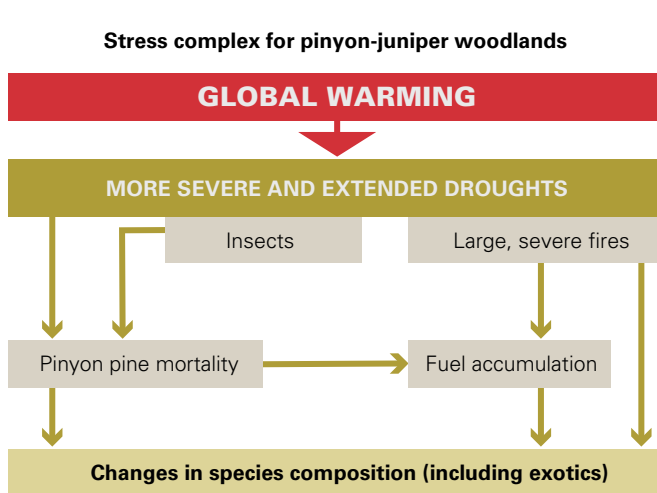 Stress complex for pinyon-juniper woodlands
GLOBAL WARMING
MORE SEVERE AND EXTENDED DROUGHTS
Insects
Large, severe fires
Pinyon pine mortality
Fuel accumulation
Changes in species composition (including exotics)